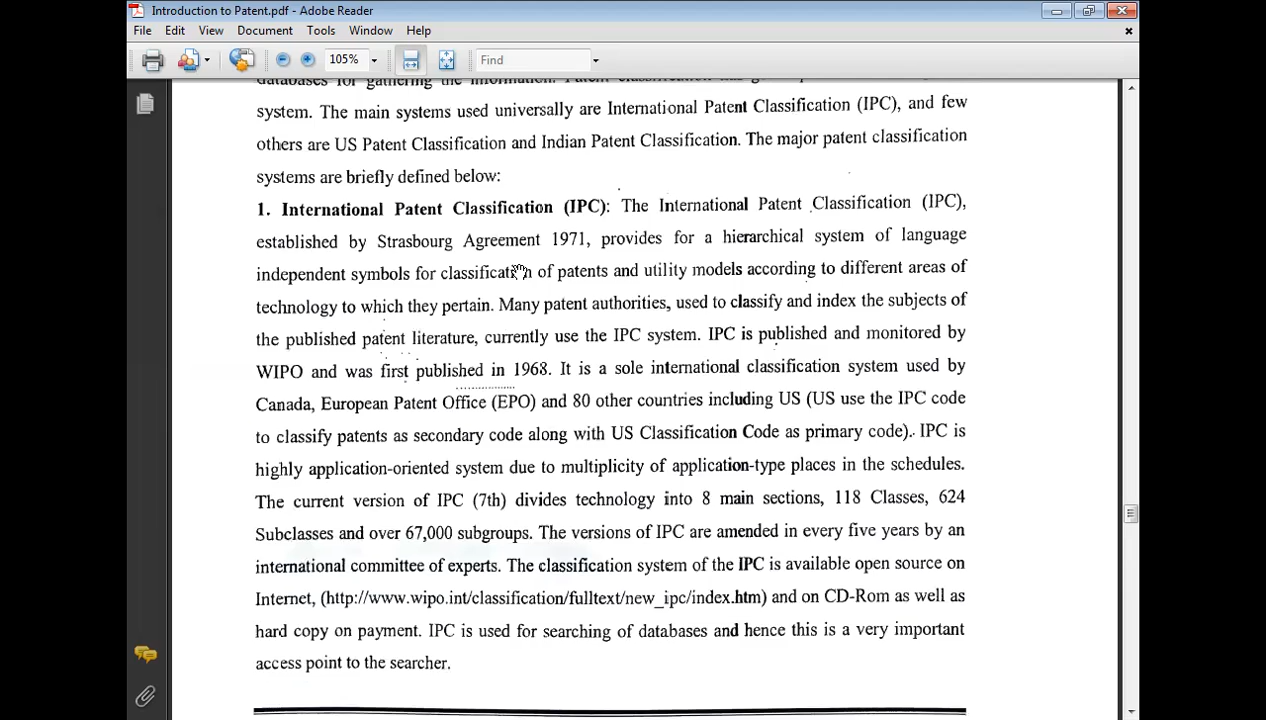 Introduction to Patent.pdf - Adobe Reader
File Edit View Document Tools Window Help
105% Find
databases for gathering the information. Patent Classification has
system. The main systems used universally are International Patent Classification (IPC), and few
others are US Patent Classification and Indian Patent Classification. The major patent classification
systems are briefly defined below:
1. International Patent Classification (IPC): The International Patent Classification (IPC),
established by Strasbourg Agreement 1971, provides for a hierarchical system of language
independent symbols for classification of patents and utility models according to different areas of
technology to which they pertain. Many patent authorities, used to classify and index the subjects of
the published patent literature, currently use the IPC system. IPC is published and monitored by
WIPO and was first published in 1968. It is a sole international classification system used by
Canada, European Patent Office (EPO) and 80 other countries including US (US use the IPC code
to classify patents as secondary code along with US Classification Code as primary code). IPC is
highly application-oriented system due to multiplicity of application-type places in the schedules.
The current version of IPC (7th) divides technology into 8 main sections, 118 Classes, 624
Subclasses and over 67,000 subgroups. The versions of IPC are amended in every five years by an
international committee of experts. The classification system of the IPC is available open source on
Internet, (http://www.wipo.int/classification/fulltext/new_ipc/index.htm) and on CD-Rom as well as
hard copy on payment. IPC is used for searching of databases and hence this is a very important
access point to the searcher.